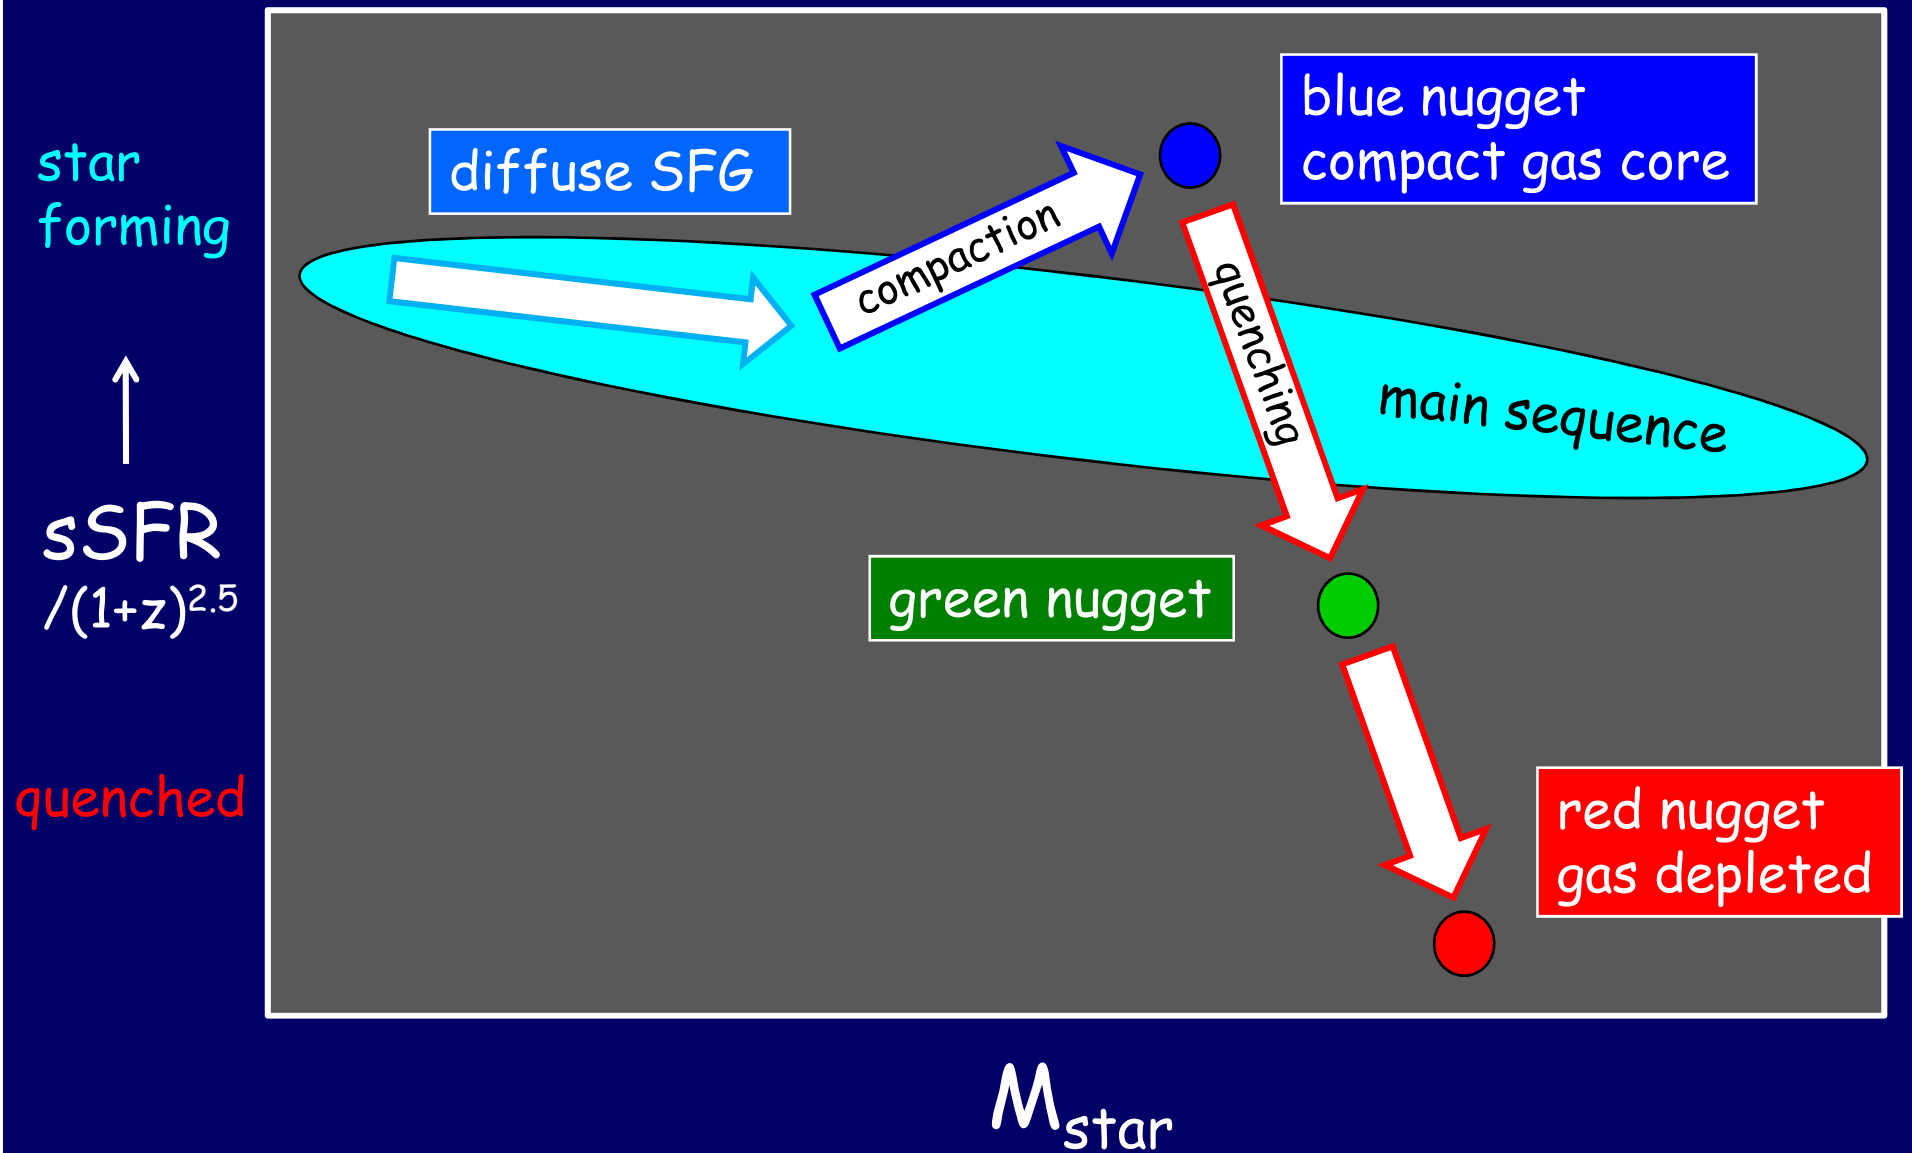 blue nugget
compact gas core
diffuse SFG
star
forming
compaction
quenching
main sequence
sSFR
/(1+z)^2.5
green nugget
quenched
red nugget
gas depleted
M_star